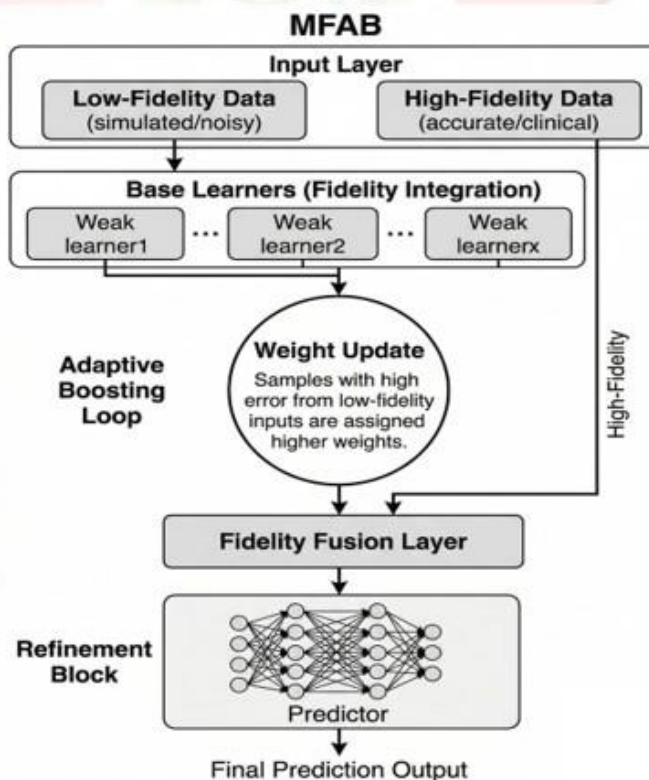 MFAB
Input Layer
Low-Fidelity Data
(simulated/noisy)
High-Fidelity Data
(accurate/clinical)
Base Learners (Fidelity Integration)
Weak
learner1
...
Weak
learner2
...
Weak
learnerx
Adaptive
Boosting
Loop
Weight Update
Samples with high
error from low-fidelity
inputs are assigned
higher weights.
High-Fidelity
Fidelity Fusion Layer
Refinement
Block
Predictor
Final Prediction Output